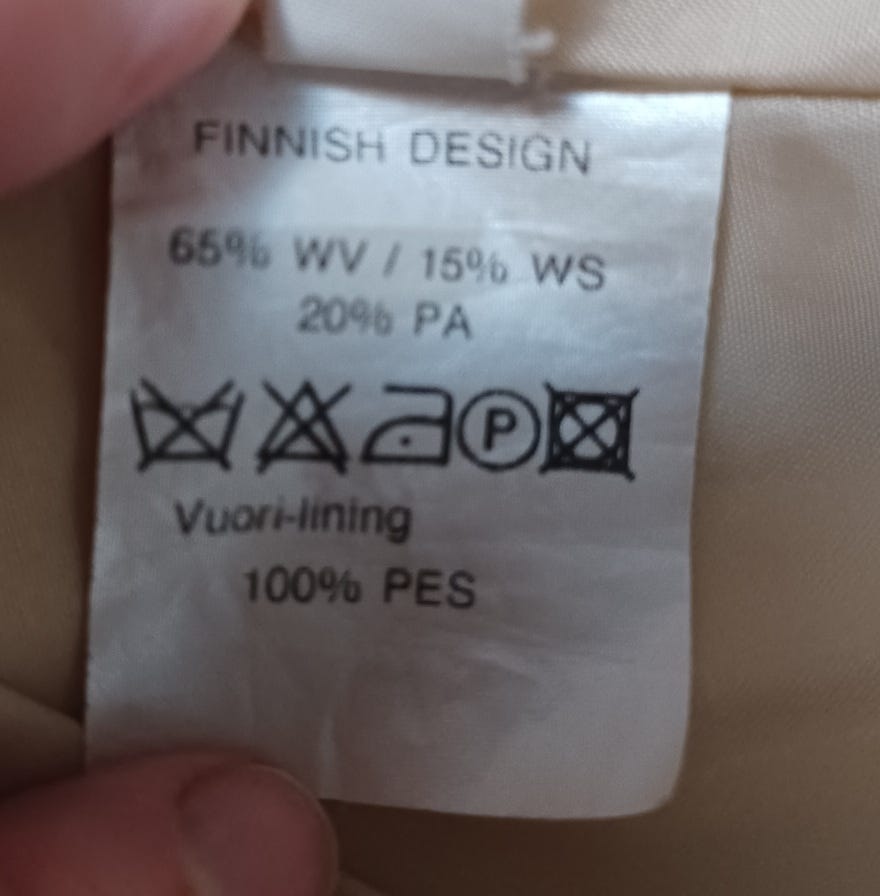 FINNISH DESIGN
65% WV / 15% WS
20% PA
P
Vuori-lining
100% PES